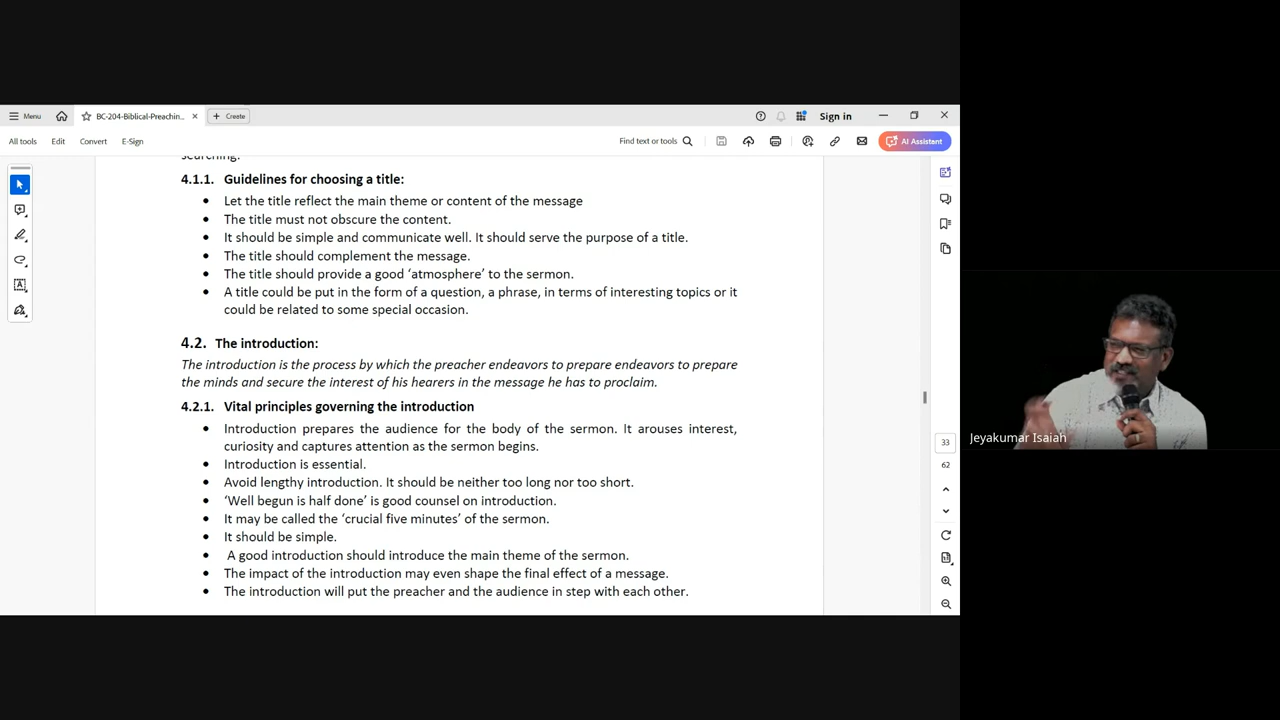 Menu
BC-204-Biblical-Preachin...
Create
Sign in
All tools
Edit
Convert
E-Sign
Find text or tools
AI Assistant
searching.
4.1.1. Guidelines for choosing a title:
• Let the title reflect the main theme or content of the message
• The title must not obscure the content.
• It should be simple and communicate well. It should serve the purpose of a title.
• The title should complement the message.
• The title should provide a good ‘atmosphere’ to the sermon.
• A title could be put in the form of a question, a phrase, in terms of interesting topics or it
could be related to some special occasion.
4.2. The introduction:
The introduction is the process by which the preacher endeavors to prepare endeavors to prepare
the minds and secure the interest of his hearers in the message he has to proclaim.
4.2.1. Vital principles governing the introduction
• Introduction prepares the audience for the body of the sermon. It arouses interest,
curiosity and captures attention as the sermon begins.
• Introduction is essential.
• Avoid lengthy introduction. It should be neither too long nor too short.
• ‘Well begun is half done’ is good counsel on introduction.
• It may be called the ‘crucial five minutes’ of the sermon.
• It should be simple.
• A good introduction should introduce the main theme of the sermon.
• The impact of the introduction may even shape the final effect of a message.
• The introduction will put the preacher and the audience in step with each other.
33
62
Jeyakumar Isaiah